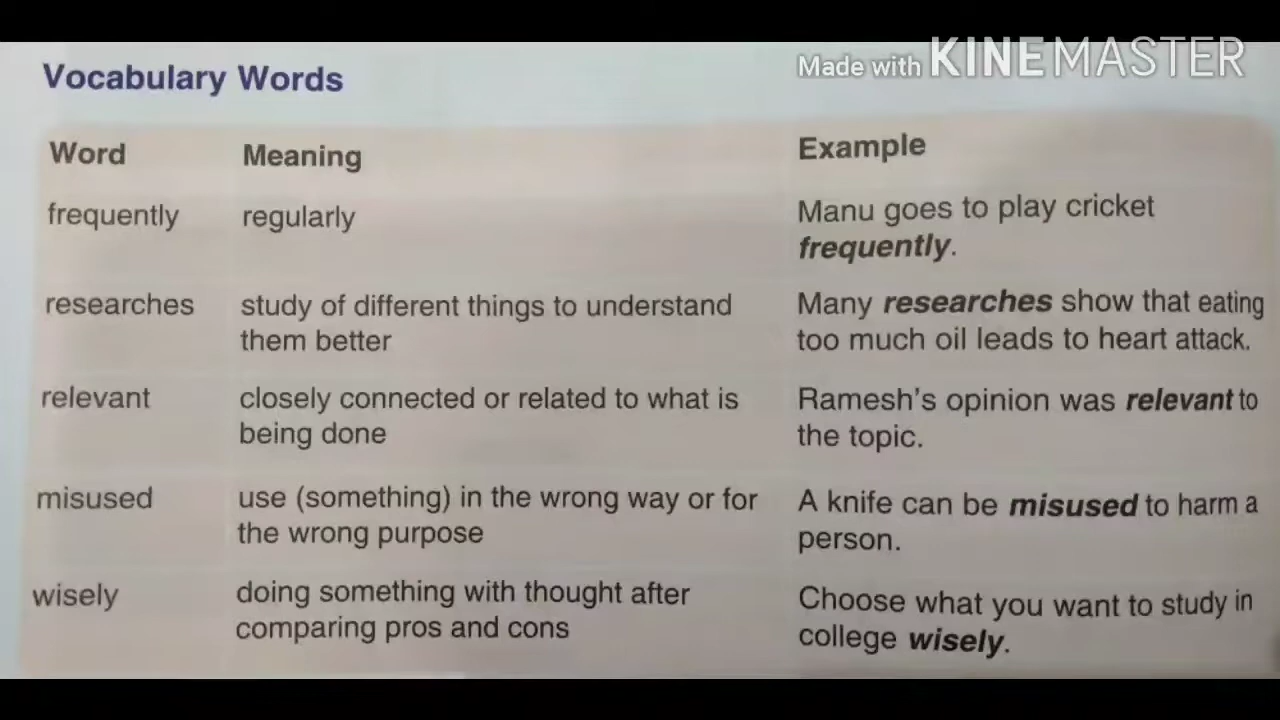 Made with KINEMASTER
Vocabulary Words
Word Meaning Example
frequently regularly Manu goes to play cricket
frequently.
researches study of different things to understand Many researches show that eating
them better too much oil leads to heart attack.
relevant closely connected or related to what is Ramesh's opinion was relevant to
being done the topic.
misused use (something) in the wrong way or for A knife can be misused to harm a
the wrong purpose person.
wisely doing something with thought after Choose what you want to study in
comparing pros and cons college wisely.